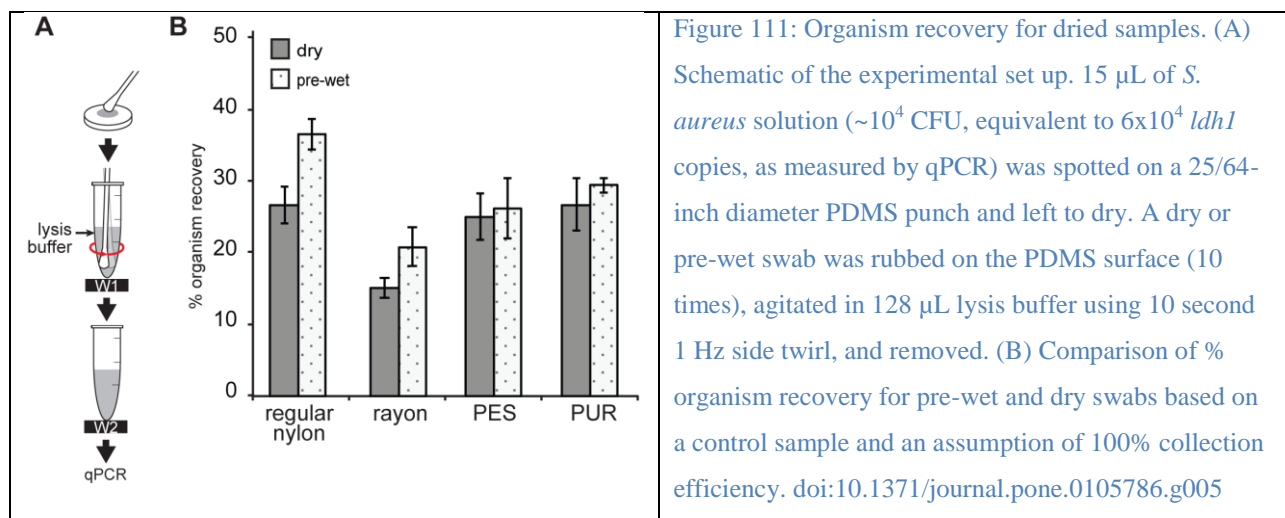 A
lysis
buffer
W1
W2
qPCR
B
50
40
30
20
10
0
% organism recovery
dry
pre-wet
regular
nylon
rayon
PES
PUR
Figure 111: Organism recovery for dried samples. (A)
Schematic of the experimental set up. 15 µL of S.
aureus solution (~10⁴ CFU, equivalent to 6x10⁴ ldh1
copies, as measured by qPCR) was spotted on a 25/64-
inch diameter PDMS punch and left to dry. A dry or
pre-wet swab was rubbed on the PDMS surface (10
times), agitated in 128 µL lysis buffer using 10 second
1 Hz side twirl, and removed. (B) Comparison of %
organism recovery for pre-wet and dry swabs based on
a control sample and an assumption of 100% collection
efficiency. doi:10.1371/journal.pone.0105786.g005